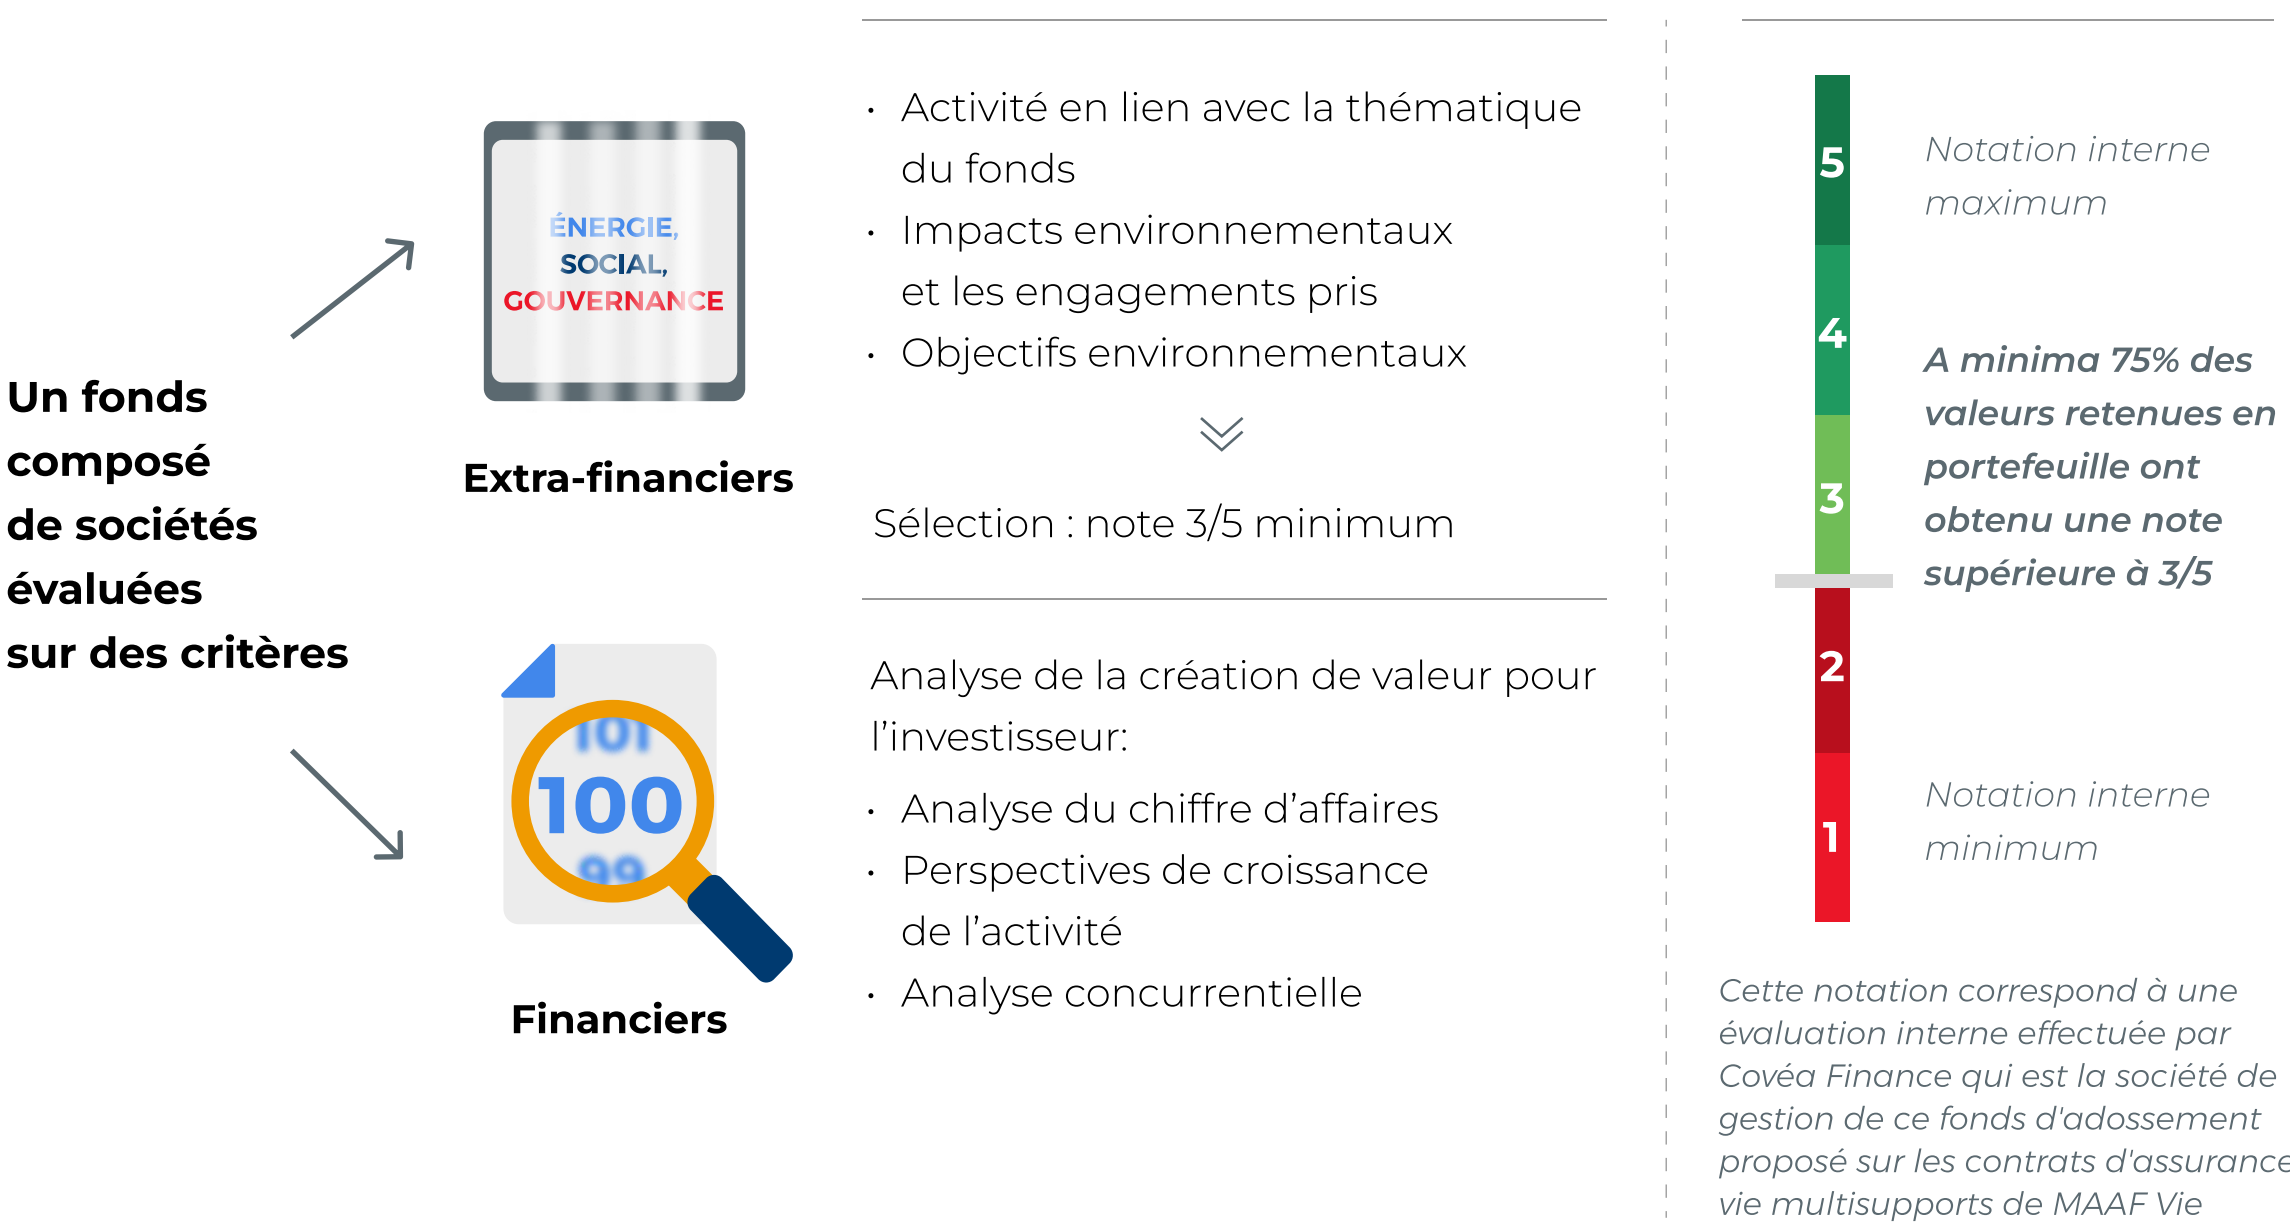 Un fonds
composé
de sociétés
évaluées
sur des critères
ÉNERGIE,
SOCIAL,
GOUVERNANCE
Extra-financiers
• Activité en lien avec la thématique
du fonds
• Impacts environnementaux
et les engagements pris
• Objectifs environnementaux
Sélection : note 3/5 minimum
101
100
99
Financiers
Analyse de la création de valeur pour
l’investisseur:
• Analyse du chiffre d’affaires
• Perspectives de croissance
de l’activité
• Analyse concurrentielle
5
Notation interne
maximum
4
A minima 75% des
valeurs retenues en
portefeuille ont
obtenu une note
supérieure à 3/5
3
2
1
Notation interne
minimum
Cette notation correspond à une
évaluation interne effectuée par
Covéa Finance qui est la société de
gestion de ce fonds d'adossement
proposé sur les contrats d'assurance
vie multisupports de MAAF Vie